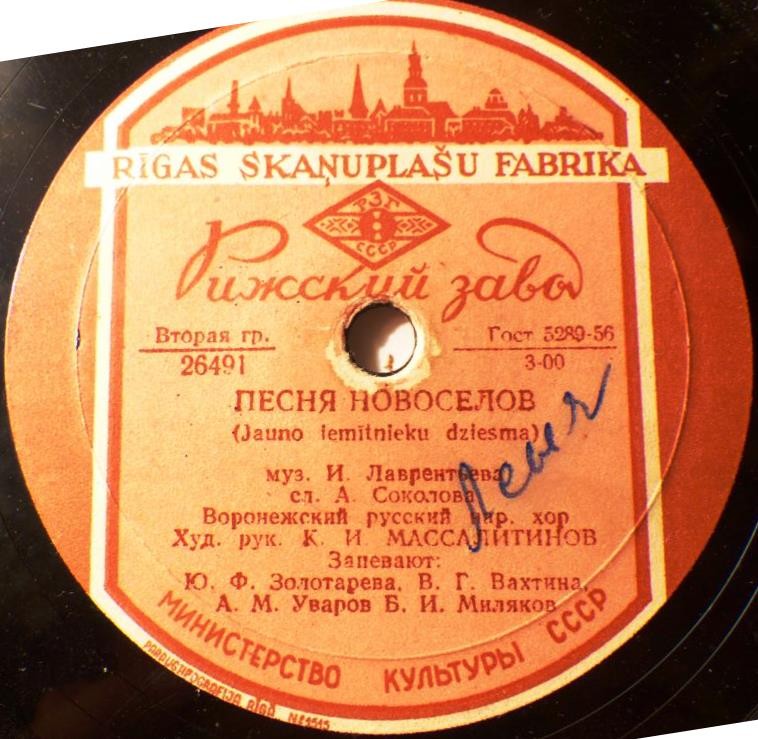 RĪGAS SKAŅUPLAŠU FABRIKA
РЗГ
СССР
Рижский завод
Вторая гр.
26491
Гост 5289-56
3-00
ПЕСНЯ НОВОСЕЛОВ
(Jauno iemītnieku dziesma)
муз. И. Лаврентьева
сл. А. Соколова
Воронежский русский нар. хор
Худ. рук. К. И. МАССАЛИТИНОВ
Запевают:
Ю. Ф. Золотарева, В. Г. Вахтина,
А. М. Уваров Б. И. Миляков
МИНИСТЕРСТВО КУЛЬТУРЫ СССР
RĪGĀ